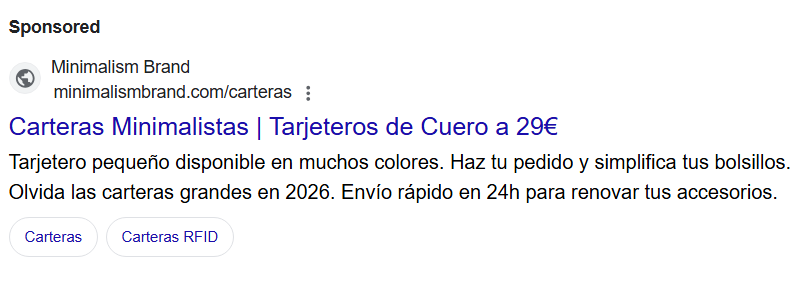 Sponsored
Minimalism Brand
minimalismbrand.com/carteras
Carteras Minimalistas | Tarjeteros de Cuero a 29€
Tarjetero pequeño disponible en muchos colores. Haz tu pedido y simplifica tus bolsillos.
Olvida las carteras grandes en 2026. Envío rápido en 24h para renovar tus accesorios.
Carteras
Carteras RFID